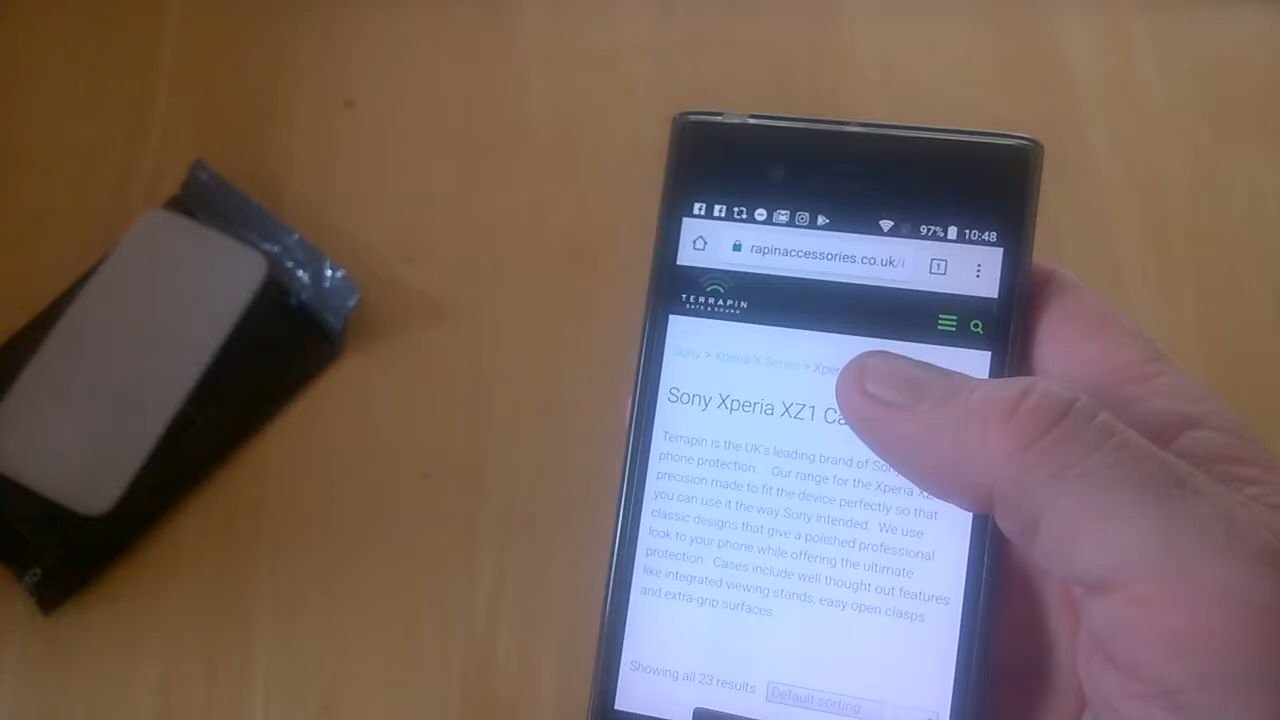 97% 10:48
rapinaccessories.co.uk/i
1
TERRAPIN
SAFE & SOUND
Sony > Xperia X Series > Xper
Sony Xperia XZ1 Ca
Terrapin is the UK's leading brand of Son
phone protection. Our range for the Xperia XZ
precision made to fit the device perfectly so that
you can use it the way Sony intended. We use
classic designs that give a polished professional
look to your phone while offering the ultimate
protection. Cases include well thought out features
like integrated viewing stands, easy open clasps
and extra-grip surfaces.
Showing all 23 results
Default sorting